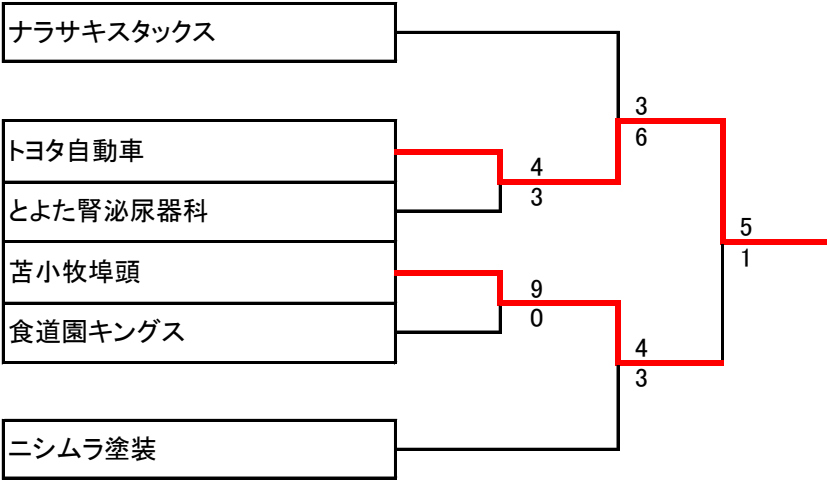 ナラサキスタックス
3
6
トヨタ自動車
4
3
とよた腎泌尿器科
5
1
苫小牧埠頭
9
0
食道園キングス
4
3
ニシムラ塗装